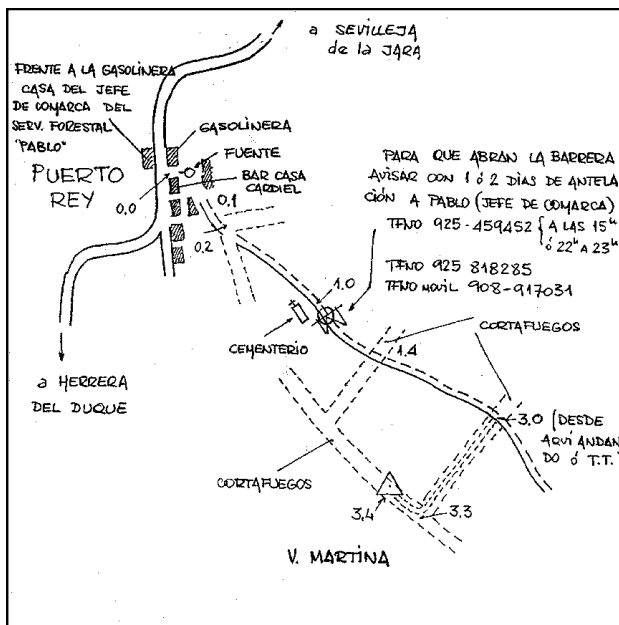 a SEVILLEJA
de la JARA
FRENTE A LA GASOLINERA
CASA DEL JEFE
DE COMARCA DEL
SERV. FORESTAL
"PABLO"
GASOLINERA
FUENTE
BAR CASA
CARDIEL
PUERTO
REY
0,0
0,1
0,2
PARA QUE ABRAN LA BARRERA
AVISAR CON 1 ó 2 DIAS DE ANTELA
CIÓN A PABLO (JEFE DE COMARCA)
TFNO 925-459452 { A LAS 15h
ó 22h A 23h
TFNO 925 818285
TFNO MOVIL 908-917031
1.0
CEMENTERIO
CORTAFUEGOS
1.4
a HERRERA
DEL DUQUE
3.0 (DESDE
AQUÍ ANDAN
DO ó T.T.
CORTAFUEGOS
3,4
3.3
V. MARTINA